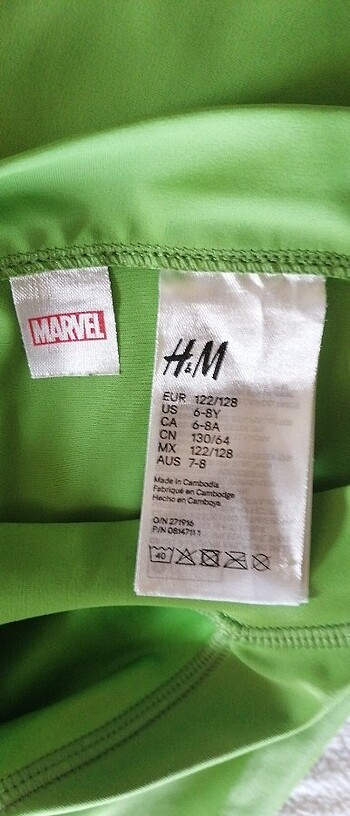 MARVEL
H&M
EUR 122/128
US 6-8Y
CA 6-8A
CN 130/64
MX 122/128
AUS 7-8
Made in Cambodia
Fabriqué en Cambodge
Hecho en Camboya
O/N 271916
P/N 0814711 1
40